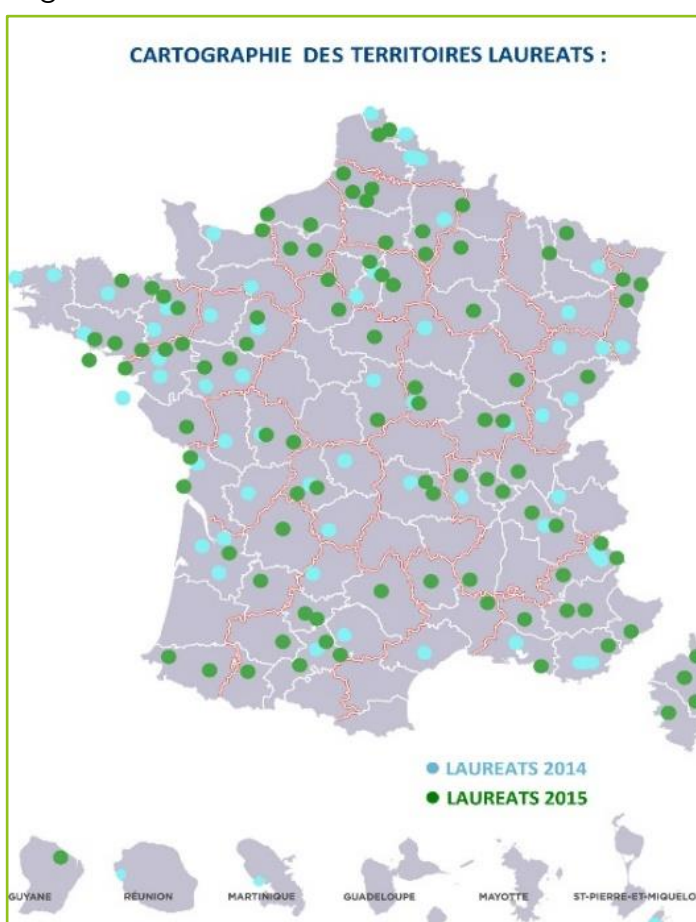 CARTOGRAPHIE DES TERRITOIRES LAUREATS :
LAUREATS 2014
LAUREATS 2015
GUYANE RÉUNION MARTINIQUE GUADELOUPE MAYOTTE ST-PIERRE-ET-MIQUELO